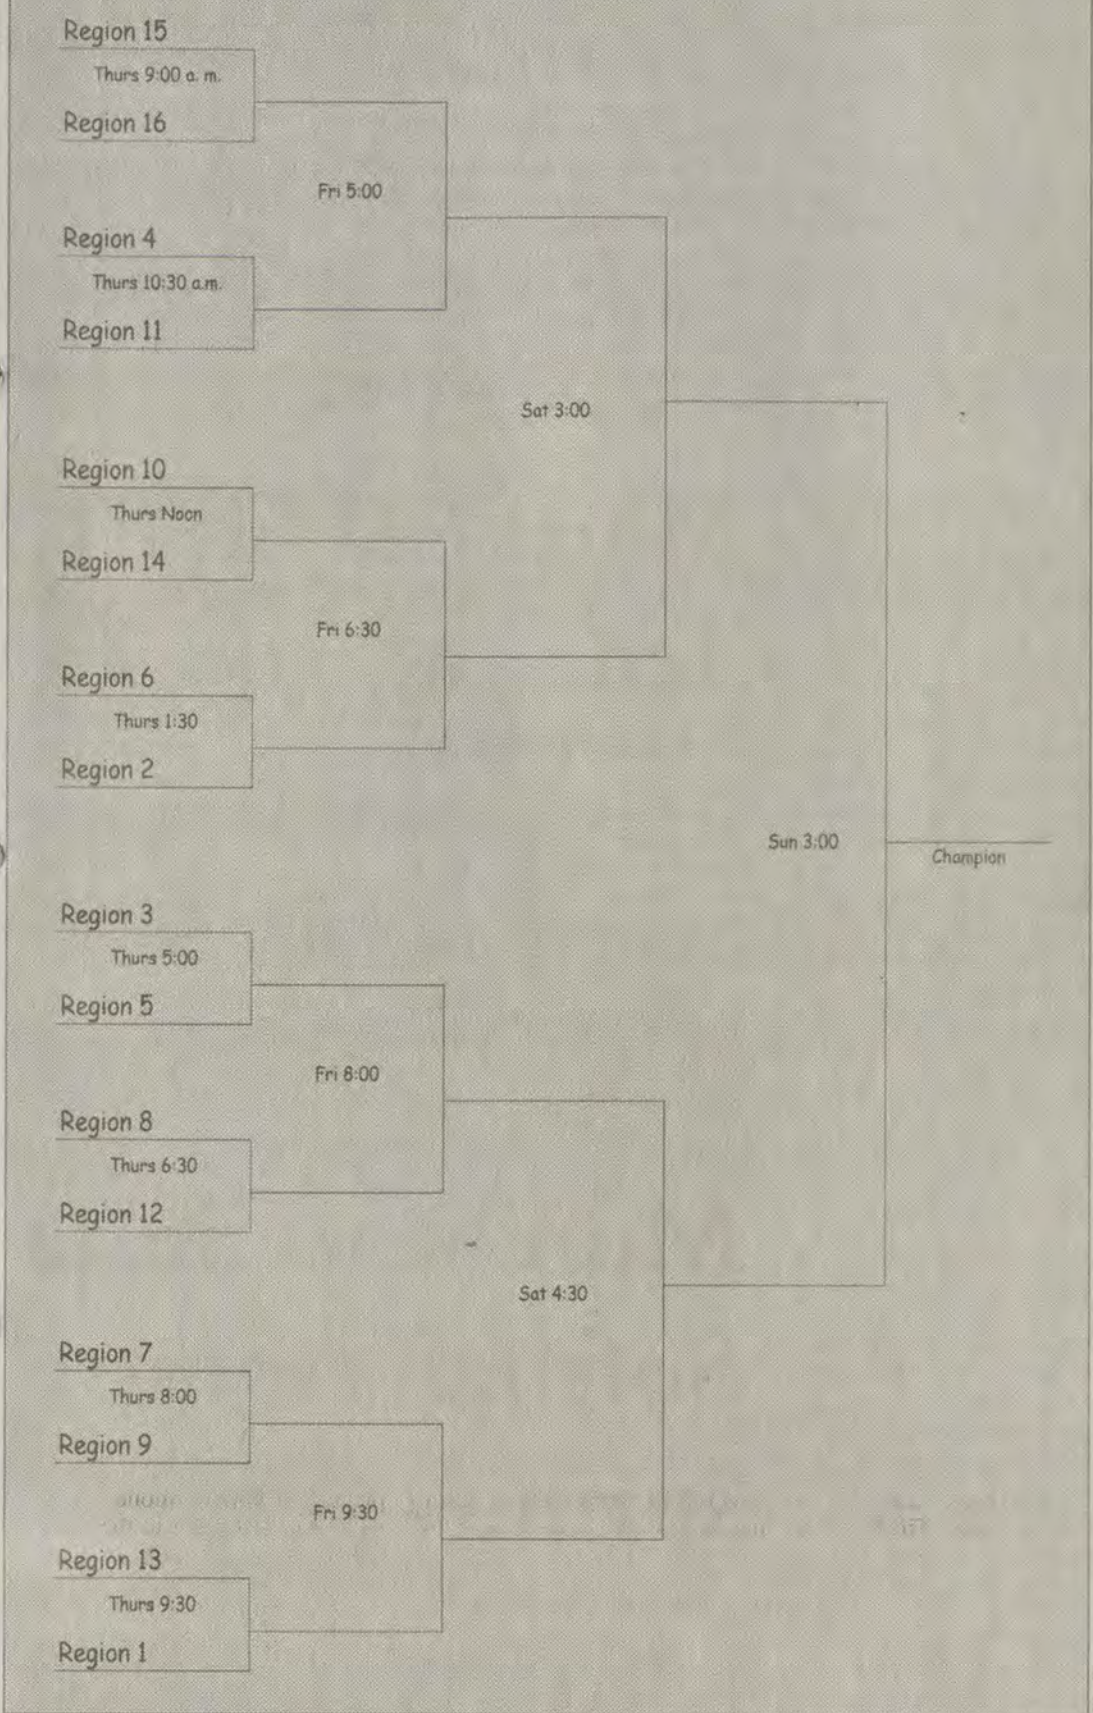 Region 15
Thurs 9:00 a. m.
Region 16
Fri 5:00
Region 4
Thurs 10:30 a.m.
Region 11
Sat 3:00
Region 10
Thurs Noon
Region 14
Fri 6:30
Region 6
Thurs 1:30
Region 2
Sun 3:00
Champion
Region 3
Thurs 5:00
Region 5
Fri 8:00
Region 8
Thurs 6:30
Region 12
Sat 4:30
Region 7
Thurs 8:00
Region 9
Fri 9:30
Region 13
Thurs 9:30
Region 1